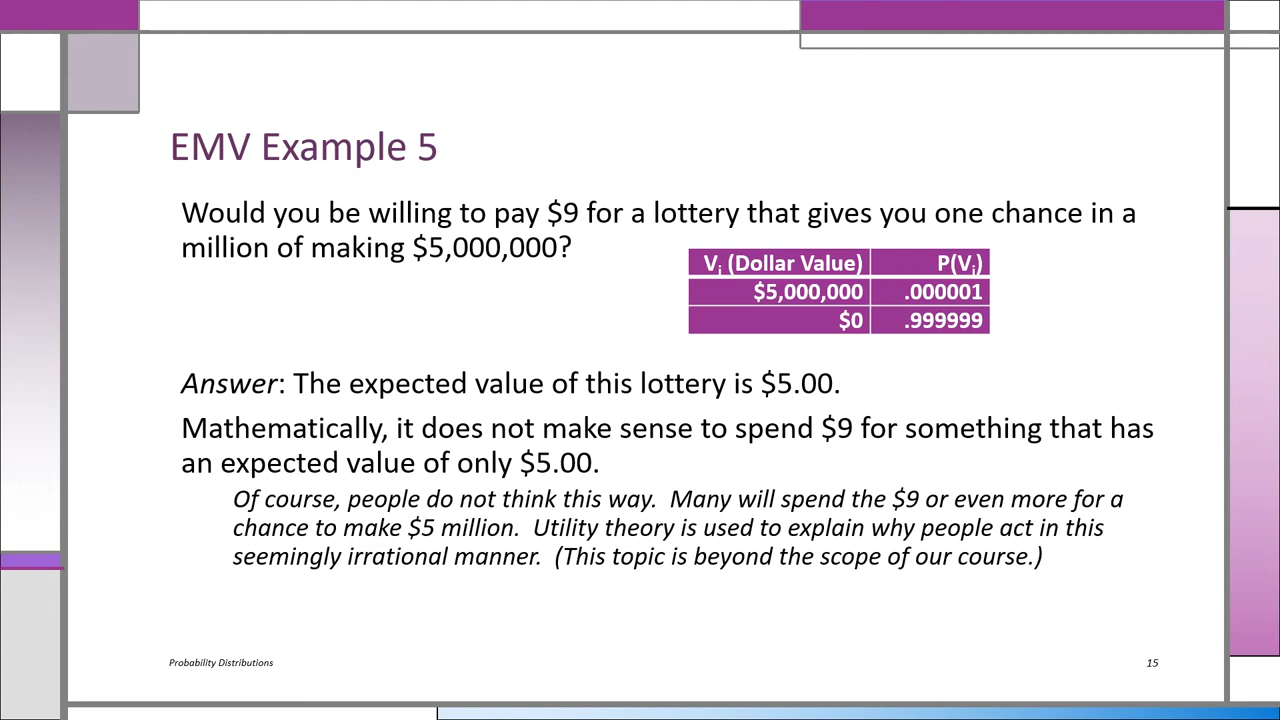 EMV Example 5
Would you be willing to pay $9 for a lottery that gives you one chance in a
million of making $5,000,000?
Vi (Dollar Value) P(Vi)
$5,000,000 .000001
$0 .999999
Answer: The expected value of this lottery is $5.00.
Mathematically, it does not make sense to spend $9 for something that has
an expected value of only $5.00.
Of course, people do not think this way.  Many will spend the $9 or even more for a
chance to make $5 million.  Utility theory is used to explain why people act in this
seemingly irrational manner.  (This topic is beyond the scope of our course.)
Probability Distributions 15